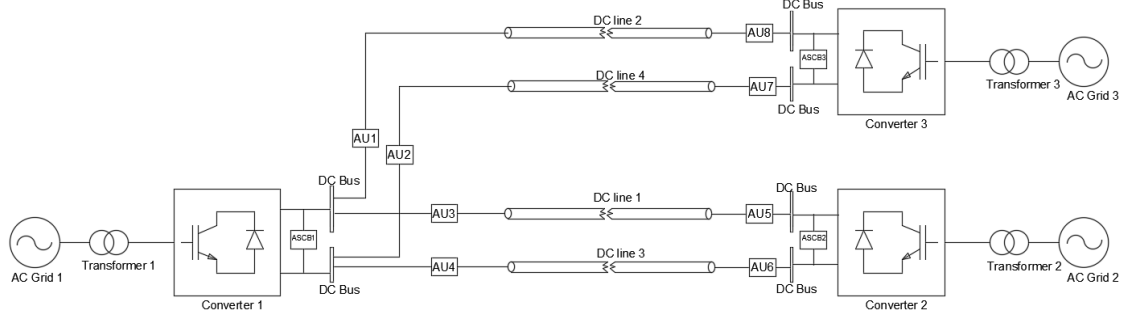 DC line 2
AU8
DC Bus
ASCB3
DC line 4
AU7
DC Bus
Converter 3
Transformer 3
AC Grid 3
AU1
AU2
DC Bus
AU3
DC line 1
AU5
DC Bus
ASCB1
ASCB2
AC Grid 1
Transformer 1
Converter 1
AU4
DC Bus
DC line 3
AU6
DC Bus
Converter 2
Transformer 2
AC Grid 2